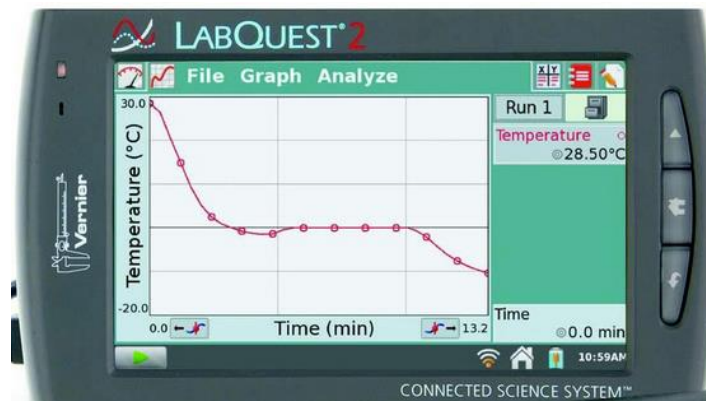 LABQUEST® 2
File Graph Analyze
X Y
Run 1
30.0
Temperature (°C)
-20.0
0.0
Time (min)
13.2
Temperature
28.50°C
Time
0.0 min
10:59AM
Vernier
CONNECTED SCIENCE SYSTEM™